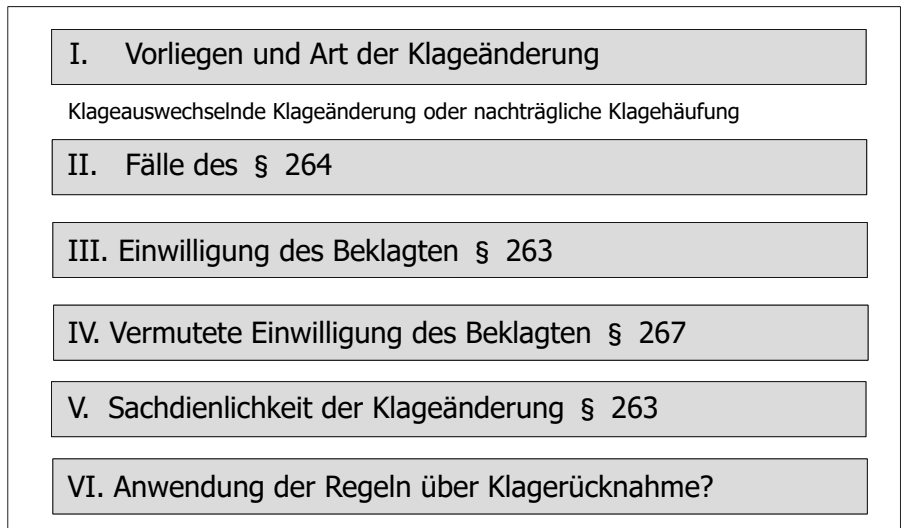 I. Vorliegen und Art der Klageänderung
Klageauswechselnde Klageänderung oder nachträgliche Klagehäufung
II. Fälle des § 264
III. Einwilligung des Beklagten § 263
IV. Vermutete Einwilligung des Beklagten § 267
V. Sachdienlichkeit der Klageänderung § 263
VI. Anwendung der Regeln über Klagerücknahme?